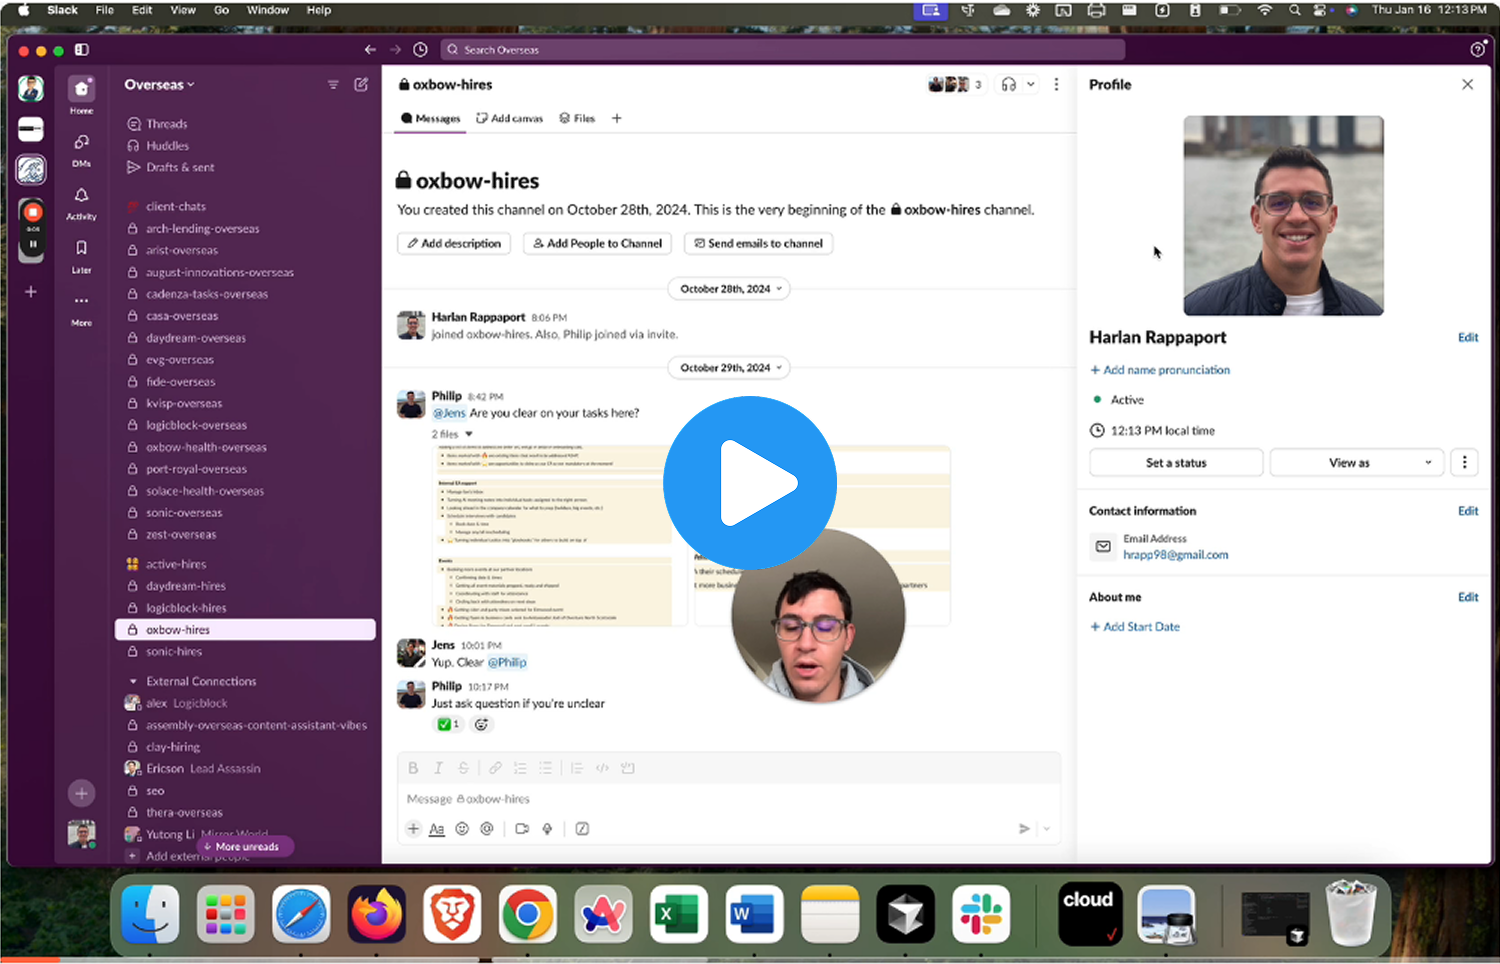 Slack File Edit View Go Window Help
Thu Jan 16 12:13 PM
Search Overseas
Overseas
Home
DMs
Activity
Later
More
0:05
Threads
Huddles
Drafts & sent
client-chats
arch-lending-overseas
arist-overseas
august-innovations-overseas
cadenza-tasks-overseas
casa-overseas
daydream-overseas
evg-overseas
fide-overseas
kvisp-overseas
logicblock-overseas
oxbow-health-overseas
port-royal-overseas
solace-health-overseas
sonic-overseas
zest-overseas
active-hires
daydream-hires
logicblock-hires
oxbow-hires
sonic-hires
External Connections
alex Logicblock
assembly-overseas-content-assistant-vibes
clay-hiring
Ericson Lead Assassin
seo
thera-overseas
Yutong Li Mirror World
More unreads
Add external people
oxbow-hires
3
Messages Add canvas Files
oxbow-hires
You created this channel on October 28th, 2024. This is the very beginning of the oxbow-hires channel.
Add description Add People to Channel Send emails to channel
October 28th, 2024
Harlan Rappaport 8:06 PM
joined oxbow-hires. Also, Philip joined via invite.
October 29th, 2024
Philip 8:42 PM
@Jens Are you clear on your tasks here?
2 files
Internal EA support
Events
partners
Jens 10:01 PM
Yup. Clear @Philip
Philip 10:17 PM
Just ask question if you're unclear
1
Message oxbow-hires
Aa
Profile
Harlan Rappaport Edit
+ Add name pronunciation
Active
12:13 PM local time
Set a status View as
Contact information Edit
Email Address
hrapp98@gmail.com
About me Edit
+ Add Start Date
X
W
cloud